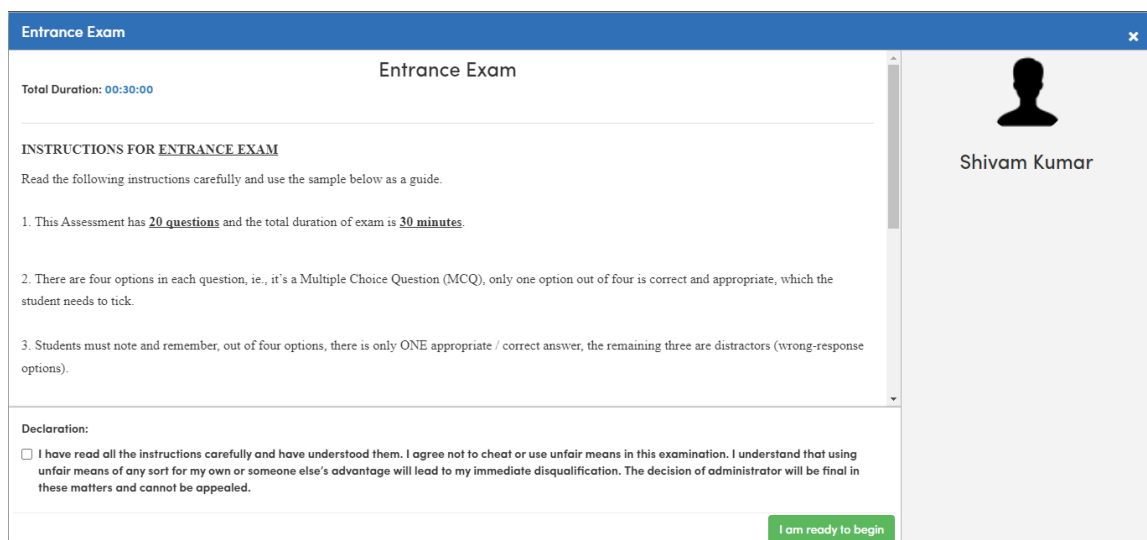 Entrance Exam
Entrance Exam
Total Duration: 00:30:00
INSTRUCTIONS FOR ENTRANCE EXAM
Read the following instructions carefully and use the sample below as a guide.
1. This Assessment has 20 questions and the total duration of exam is 30 minutes.
2. There are four options in each question, ie., it's a Multiple Choice Question (MCQ), only one option out of four is correct and appropriate, which the
student needs to tick.
3. Students must note and remember, out of four options, there is only ONE appropriate / correct answer, the remaining three are distractors (wrong-response
options).
Declaration:
I have read all the instructions carefully and have understood them. I agree not to cheat or use unfair means in this examination. I understand that using
unfair means of any sort for my own or someone else's advantage will lead to my immediate disqualification. The decision of administrator will be final in
these matters and cannot be appealed.
I am ready to begin
Shivam Kumar